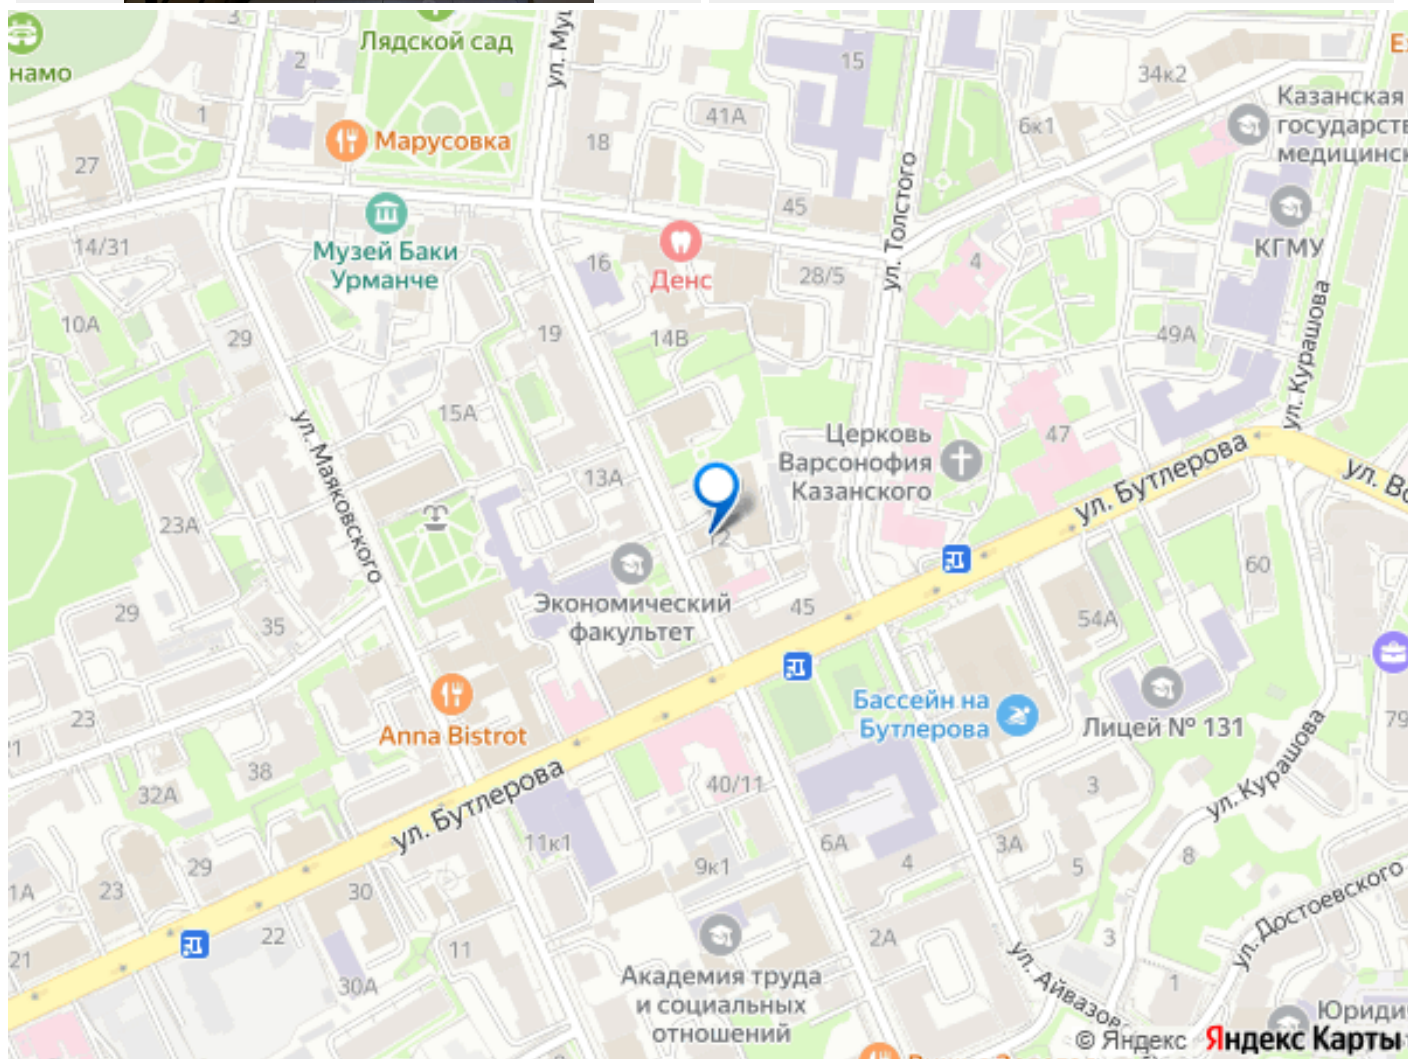 Лядской сад
ул. Му
3
2
15
34к2
Казанская
государств
медицинск
намо
1
41А
6к1
Марусовка
18
27
45
ул. Толстого
КГМУ
14/31
Музей Баки
Урманче
16
Денс
28/5
4
10А
29
19
14В
49А
ул. Курашова
15А
ул. Маяковского
Церковь
Варсонофия
Казанского
47
ул. Бутлерова
13А
23А
12
60
29
35
Экономический
факультет
45
54А
23
Anna Bistrot
Бассейн на
Бутлерова
Лицей № 131
79
38
32А
40/11
3
ул. Курашова
ул. Бутлерова
11к1
6А
3А
29
9к1
4
5
8
1А
23
30
ул. Достоевского
21
22
11
2А
3
30А
Академия труда
и социальных
отношений
ул. Айвазов
1
Юриди
© Яндекс Яндекс Карты